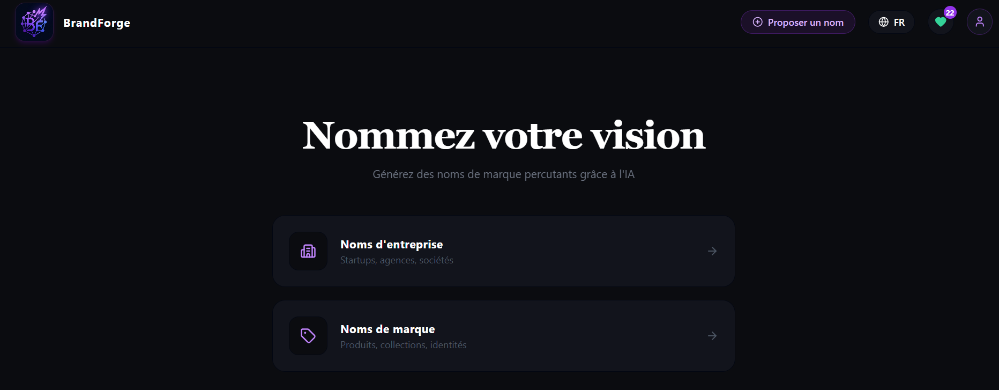 BF
BrandForge
Proposer un nom
FR
22
Nommez votre vision
Générez des noms de marque percutants grâce à l'IA
Noms d'entreprise
Startups, agences, sociétés
Noms de marque
Produits, collections, identités